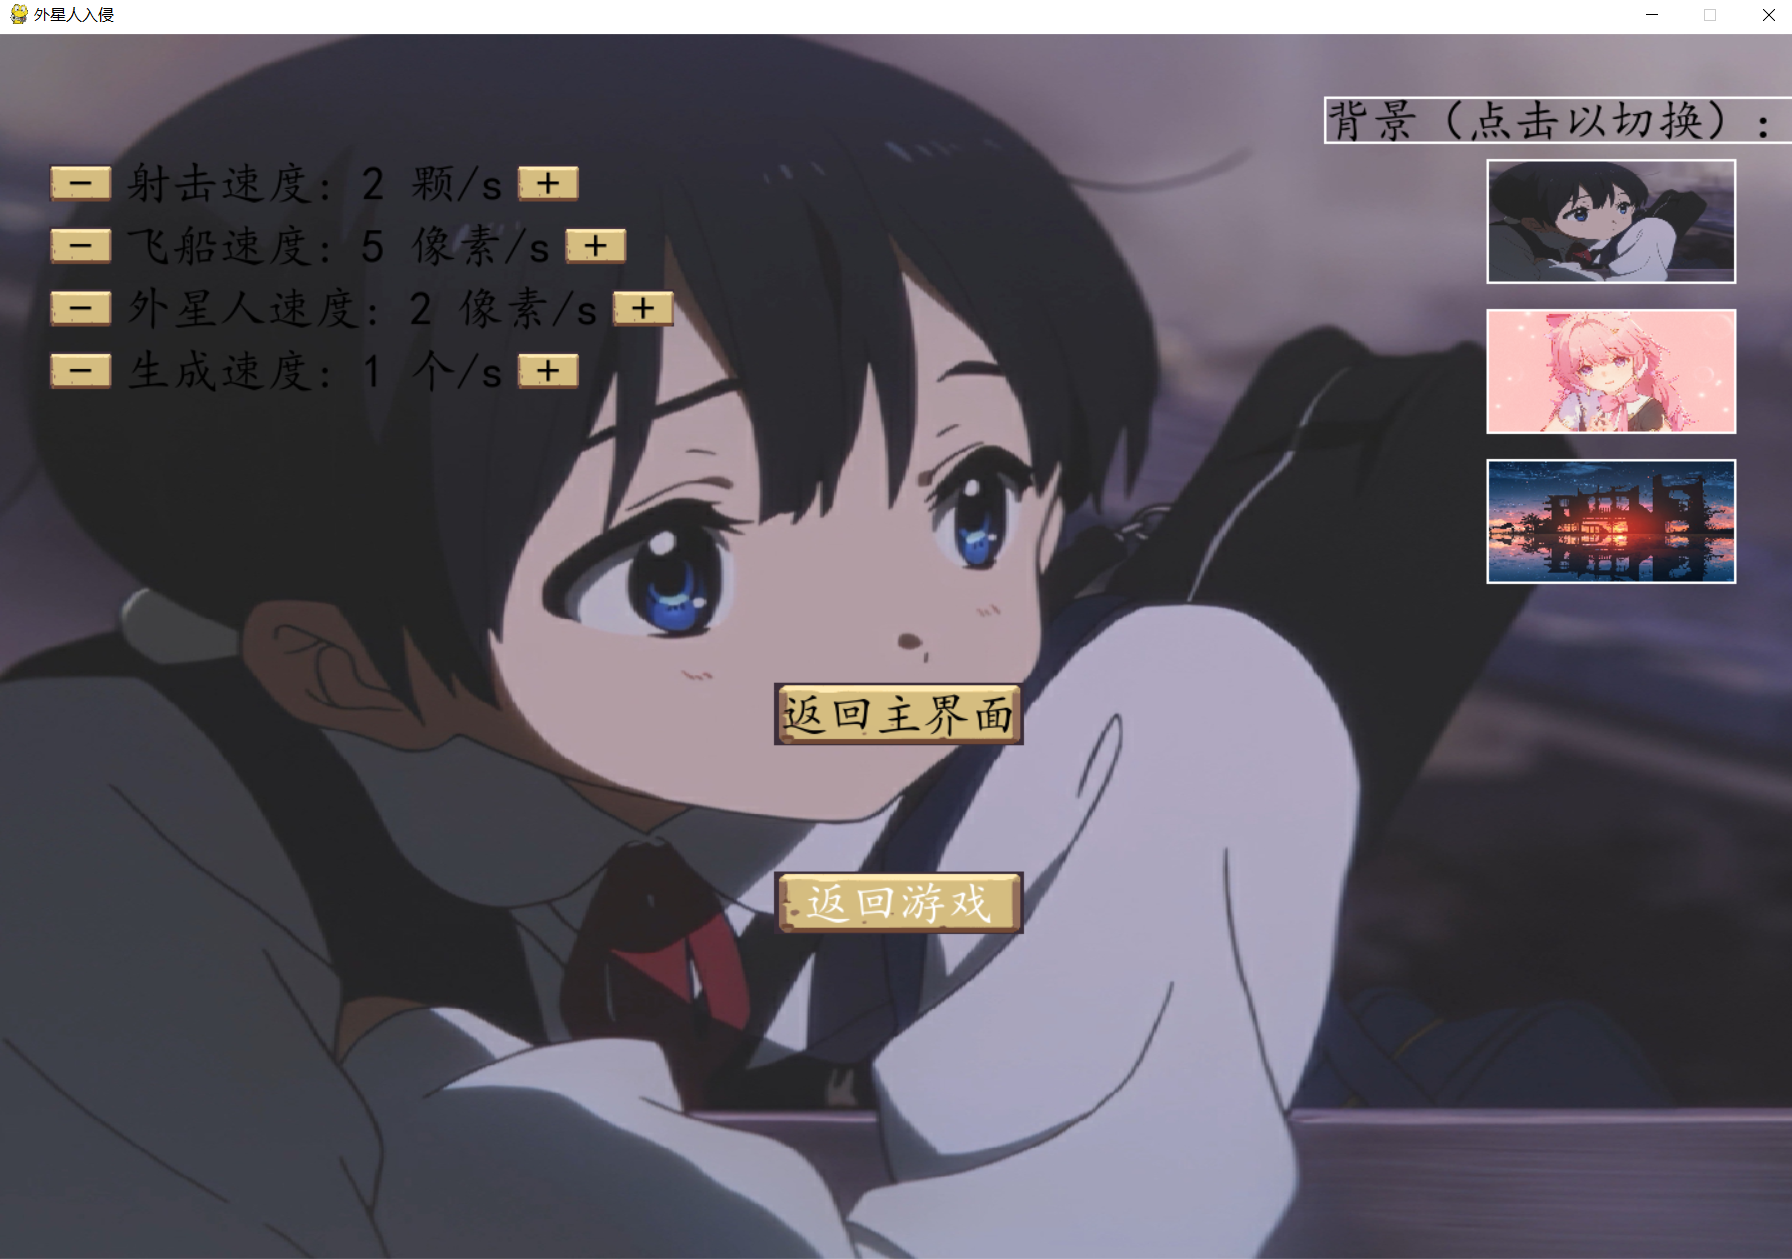 外星人入侵
背景（点击以切换）：
− 射击速度：2 颗/s +
− 飞船速度：5 像素/s +
− 外星人速度：2 像素/s +
− 生成速度：1 个/s +
返回主界面
返回游戏